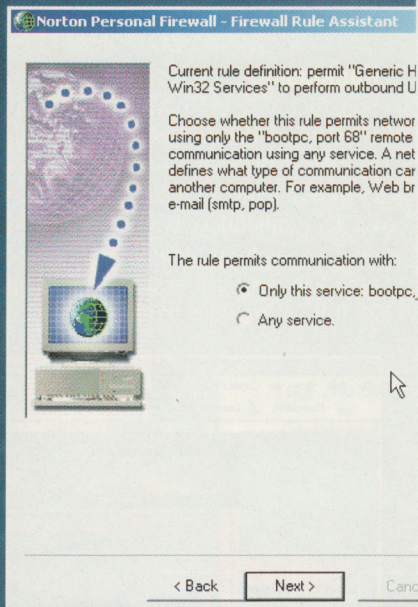 Norton Personal Firewall - Firewall Rule Assistant
Current rule definition: permit "Generic H
Win32 Services" to perform outbound U
Choose whether this rule permits networ
using only the "bootpc, port 68" remote
communication using any service. A net
defines what type of communication car
another computer. For example, Web br
e-mail (smtp, pop).
The rule permits communication with:
Only this service: bootpc,
Any service.
< Back Next > Canc